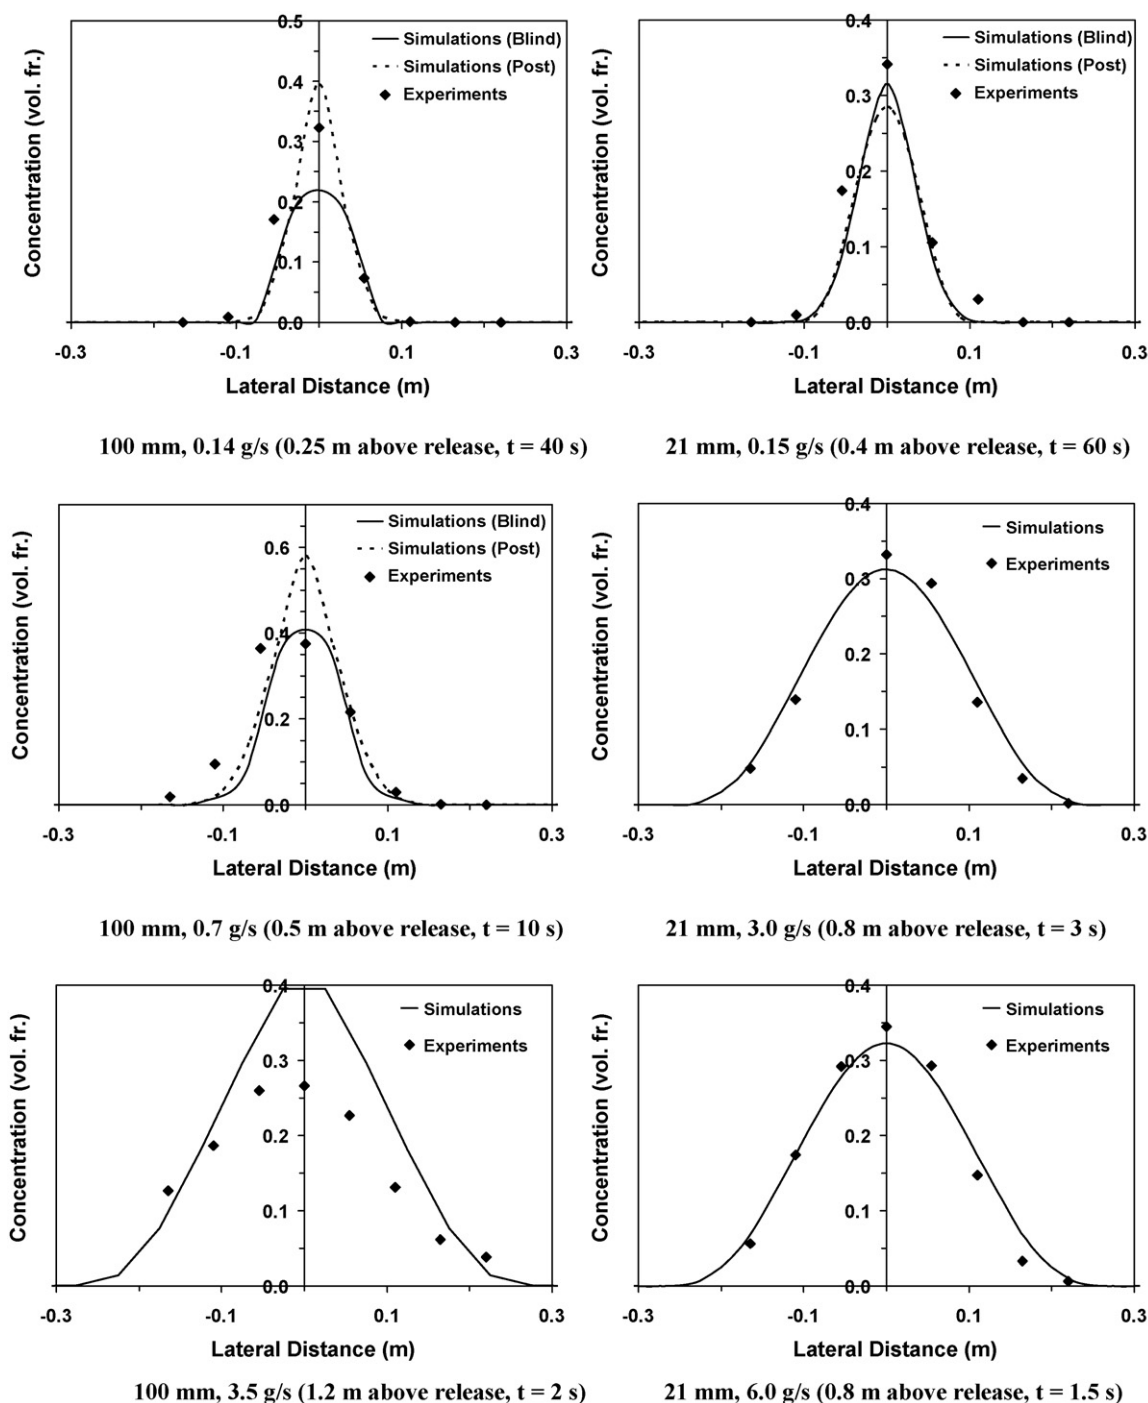 0.5
Simulations (Blind)
Simulations (Post)
Experiments
0.4
0.3
0.2
0.1
0.0
-0.3
-0.1
0.1
0.3
Concentration (vol. fr.)
Lateral Distance (m)
100 mm, 0.14 g/s (0.25 m above release, t = 40 s)
0.4
Simulations (Blind)
Simulations (Post)
Experiments
0.3
0.2
0.1
0.0
-0.3
-0.1
0.1
0.3
Concentration (vol. fr.)
Lateral Distance (m)
21 mm, 0.15 g/s (0.4 m above release, t = 60 s)
Simulations (Blind)
Simulations (Post)
Experiments
0.6
0.4
0.2
0.0
-0.3
-0.1
0.1
0.3
Concentration (vol. fr.)
Lateral Distance (m)
100 mm, 0.7 g/s (0.5 m above release, t = 10 s)
0.4
Simulations
Experiments
0.3
0.2
0.1
0.0
-0.3
-0.1
0.1
0.3
Concentration (vol. fr.)
Lateral Distance (m)
21 mm, 3.0 g/s (0.8 m above release, t = 3 s)
0.4
Simulations
Experiments
0.3
0.2
0.1
0.0
-0.3
-0.1
0.1
0.3
Concentration (vol. fr.)
Lateral Distance (m)
100 mm, 3.5 g/s (1.2 m above release, t = 2 s)
0.4
Simulations
Experiments
0.3
0.2
0.1
0.0
-0.3
-0.1
0.1
0.3
Concentration (vol. fr.)
Lateral Distance (m)
21 mm, 6.0 g/s (0.8 m above release, t = 1.5 s)